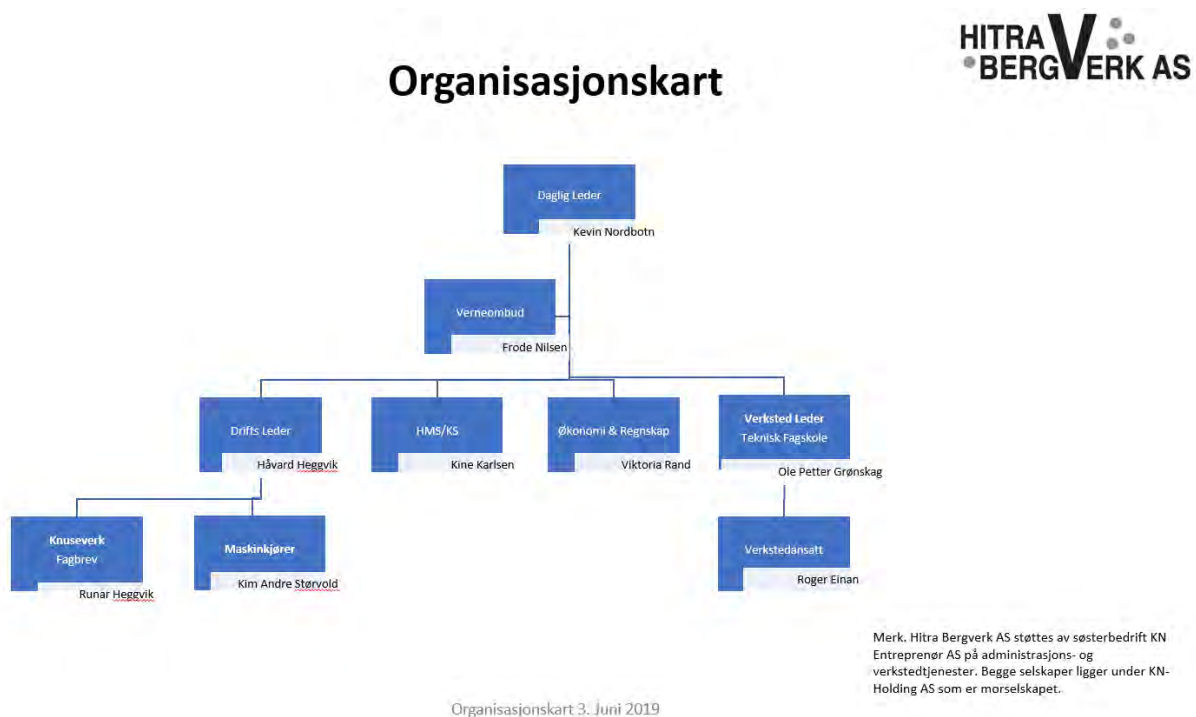 HITRA
BERGVERK AS
Organisasjonskart
Daglig Leder
Kevin Nordbotn
Verneombud
Frode Nilsen
Drifts Leder
Håvard Heggvik
HMS/KS
Kine Karlsen
Økonomi & Regnskap
Viktoria Rand
Verksted Leder
Teknisk Fagskole
Ole Petter Grønskag
Knuseverk
Fagbrev
Runar Heggvik
Maskinkjører
Kim Andre Størvold
Verkstedansatt
Roger Einan
Merk. Hitra Bergverk AS støttes av søsterbedrift KN
Entreprenør AS på administrasjons- og
verkstedtjenester. Begge selskaper ligger under KN-
Holding AS som er morselskapet.
Organisasjonskart 3. Juni 2019